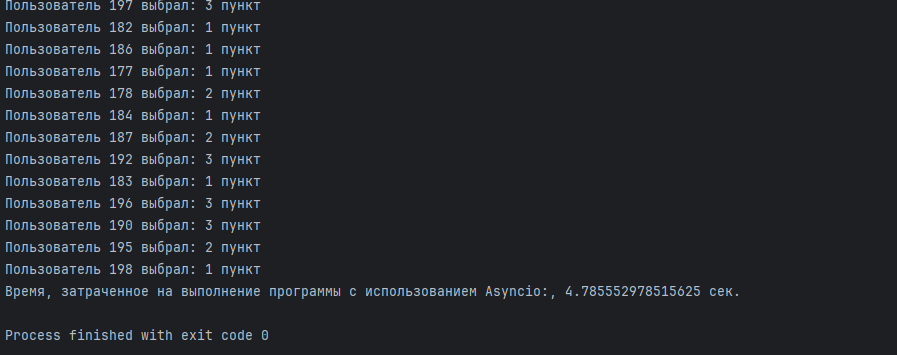 Пользователь 197 выбрал: 3 пункт
Пользователь 182 выбрал: 1 пункт
Пользователь 186 выбрал: 1 пункт
Пользователь 177 выбрал: 1 пункт
Пользователь 178 выбрал: 2 пункт
Пользователь 184 выбрал: 1 пункт
Пользователь 187 выбрал: 2 пункт
Пользователь 192 выбрал: 3 пункт
Пользователь 183 выбрал: 1 пункт
Пользователь 196 выбрал: 3 пункт
Пользователь 190 выбрал: 3 пункт
Пользователь 195 выбрал: 2 пункт
Пользователь 198 выбрал: 1 пункт
Время, затраченное на выполнение программы с использованием Asyncio:, 4.785552978515625 сек.
Process finished with exit code 0